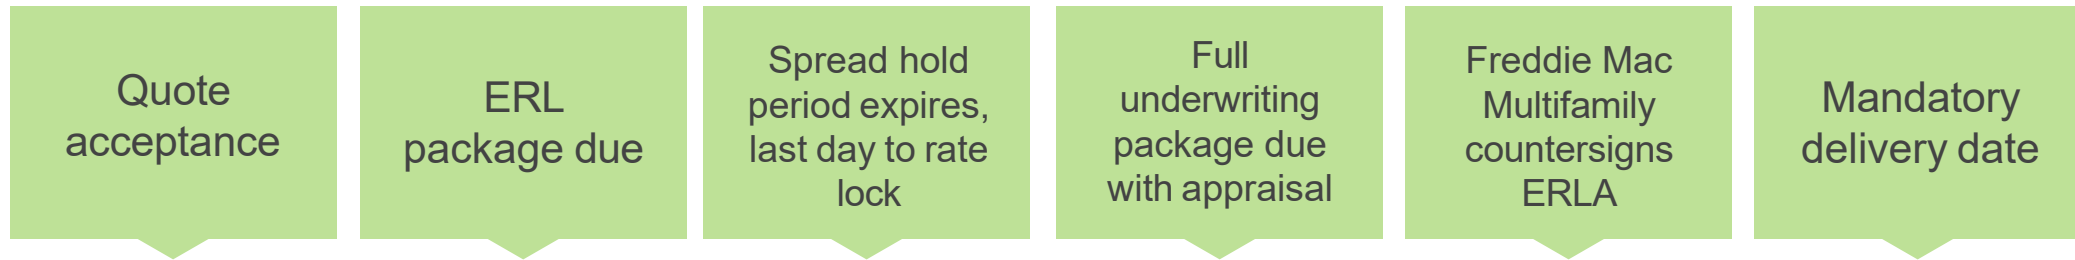 Quote
acceptance
ERL
package due
Spread hold
period expires,
last day to rate
lock
Full
underwriting
package due
with appraisal
Freddie Mac
Multifamily
countersigns
ERLA
Mandatory
delivery date